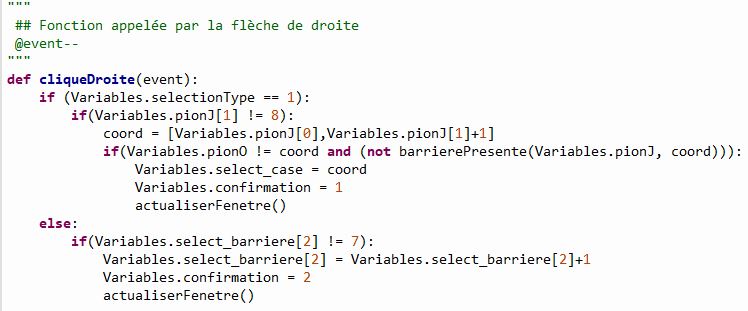 """
## Fonction appelée par la flèche de droite
@event--
"""
def cliqueDroite(event):
if (Variables.selectionType == 1):
if(Variables.pionJ[1] != 8):
coord = [Variables.pionJ[0],Variables.pionJ[1]+1]
if(Variables.pionO != coord and (not barrierePresente(Variables.pionJ, coord))):
Variables.select_case = coord
Variables.confirmation = 1
actualiserFenetre()
else:
if(Variables.select_barriere[2] != 7):
Variables.select_barriere[2] = Variables.select_barriere[2]+1
Variables.confirmation = 2
actualiserFenetre()